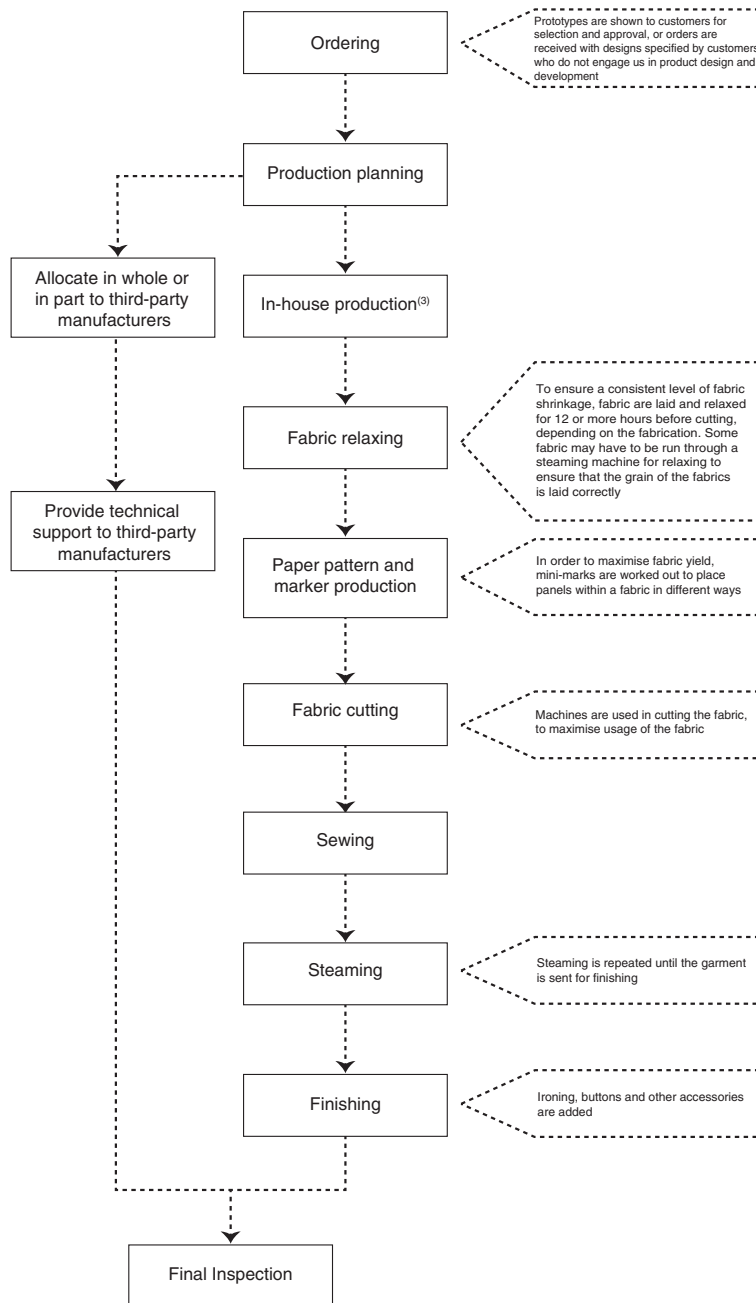 Ordering
Prototypes are shown to customers for
selection and approval, or orders are
received with designs specified by customers
who do not engage us in product design and
development
Production planning
Allocate in whole or
in part to third-party
manufacturers
In-house production(3)
Fabric relaxing
To ensure a consistent level of fabric
shrinkage, fabric are laid and relaxed
for 12 or more hours before cutting,
depending on the fabrication. Some
fabric may have to be run through a
steaming machine for relaxing to
ensure that the grain of the fabrics
is laid correctly
Provide technical
support to third-party
manufacturers
Paper pattern and
marker production
In order to maximise fabric yield,
mini-marks are worked out to place
panels within a fabric in different ways
Fabric cutting
Machines are used in cutting the fabric,
to maximise usage of the fabric
Sewing
Steaming
Steaming is repeated until the garment
is sent for finishing
Finishing
Ironing, buttons and other accessories
are added
Final Inspection